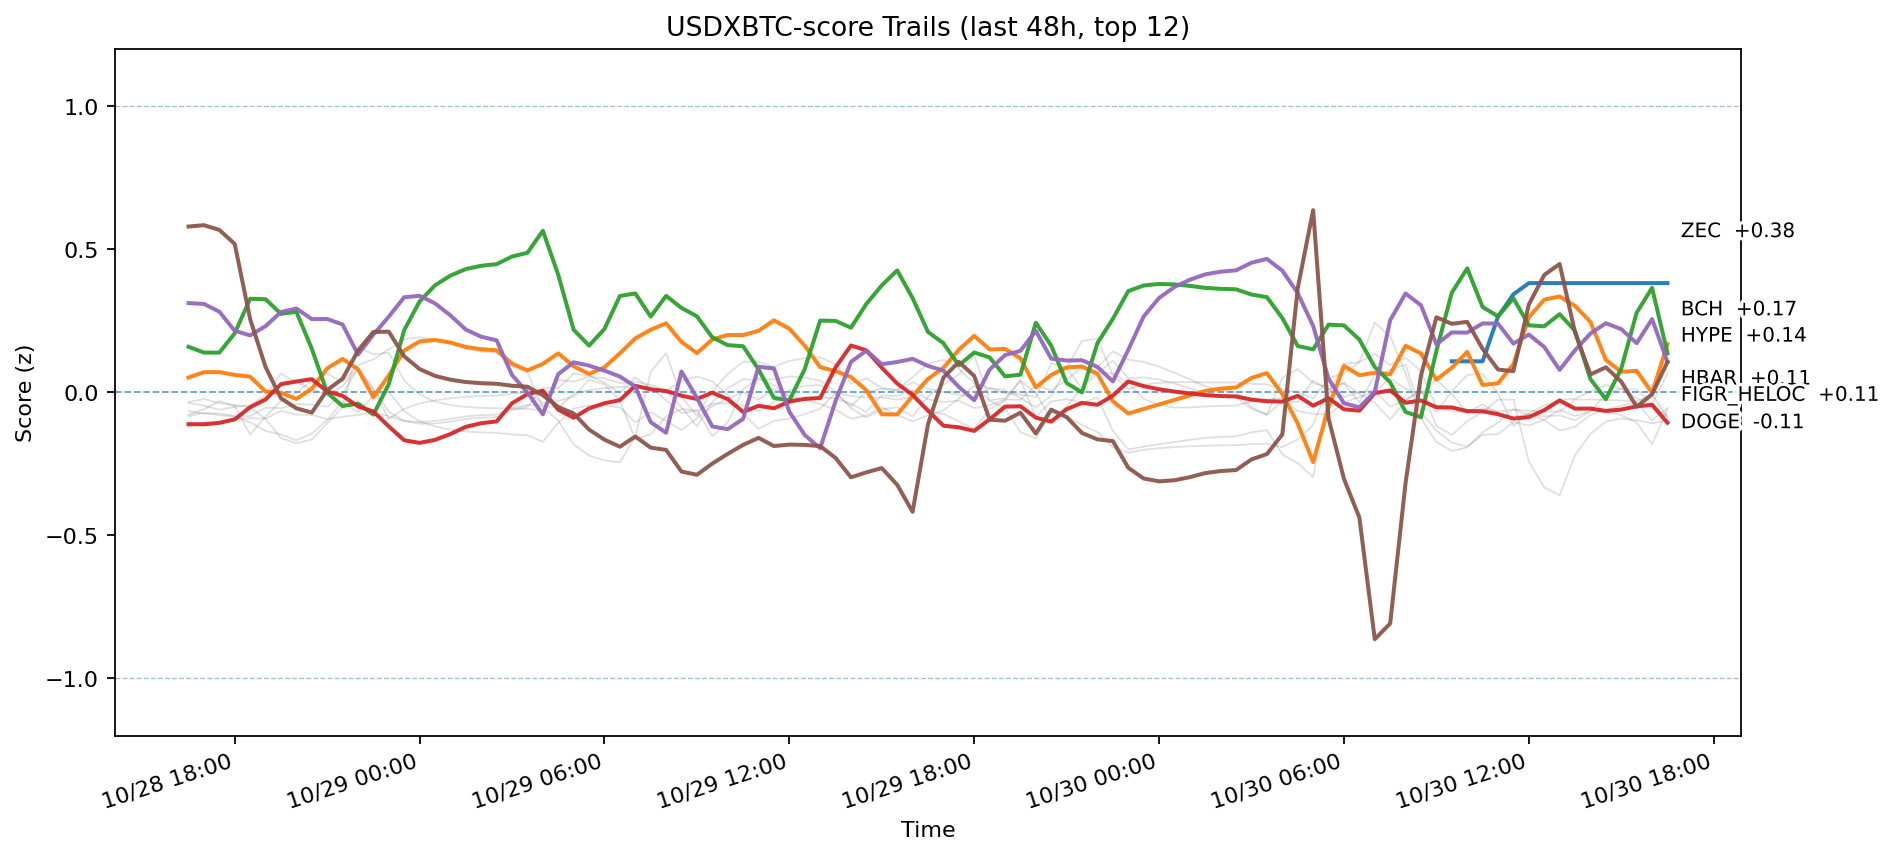 USDXBTC-score Trails (last 48h, top 12)
Score (z)
1.0
0.5
0.0
−0.5
−1.0
ZEC +0.38
BCH +0.17
HYPE +0.14
HBAR +0.11
FIGR_HELOC +0.11
DOGE -0.11
10/28 18:00
10/29 00:00
10/29 06:00
10/29 12:00
10/29 18:00
10/30 00:00
10/30 06:00
10/30 12:00
10/30 18:00
Time